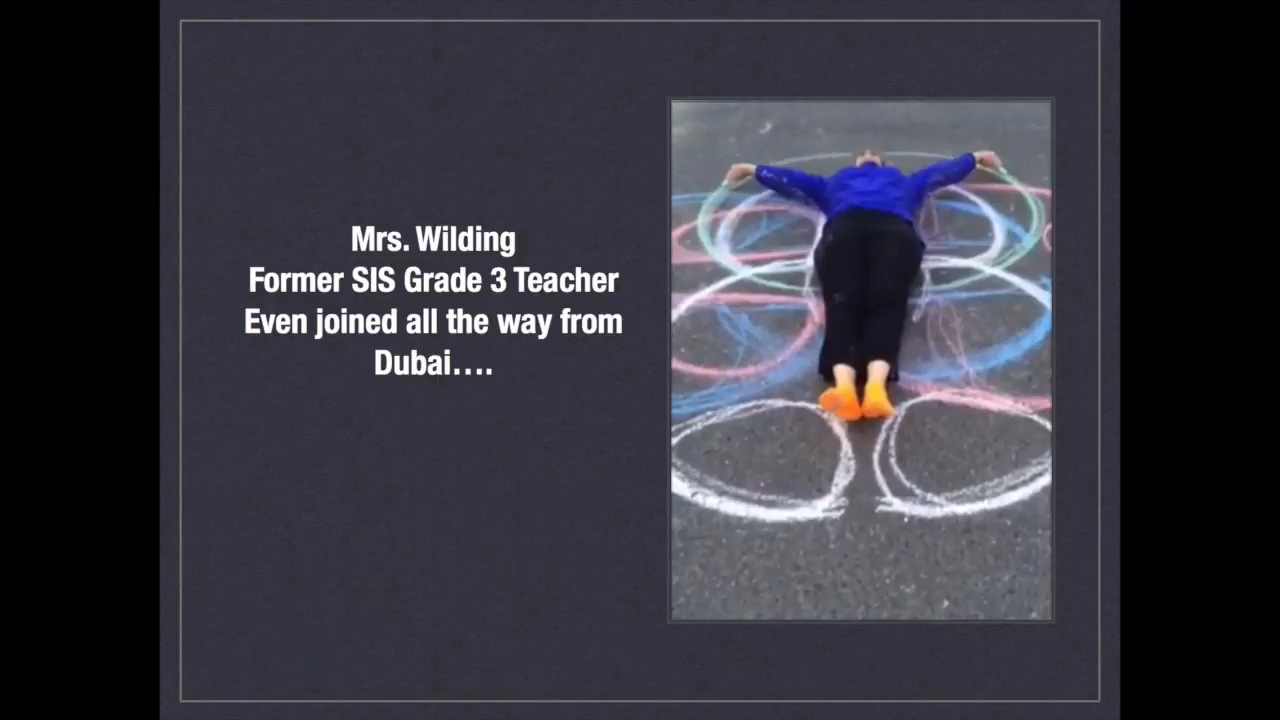 Mrs. Wilding
Former SIS Grade 3 Teacher
Even joined all the way from
Dubai....